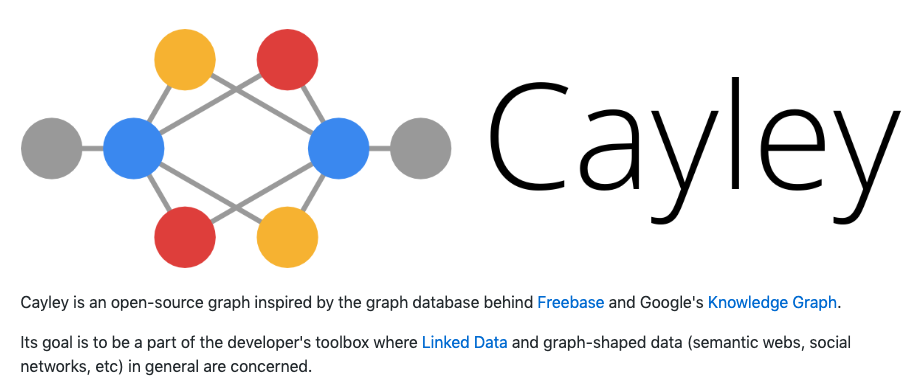 Cayley
Cayley is an open-source graph inspired by the graph database behind Freebase and Google's Knowledge Graph.
Its goal is to be a part of the developer's toolbox where Linked Data and graph-shaped data (semantic webs, social
networks, etc) in general are concerned.